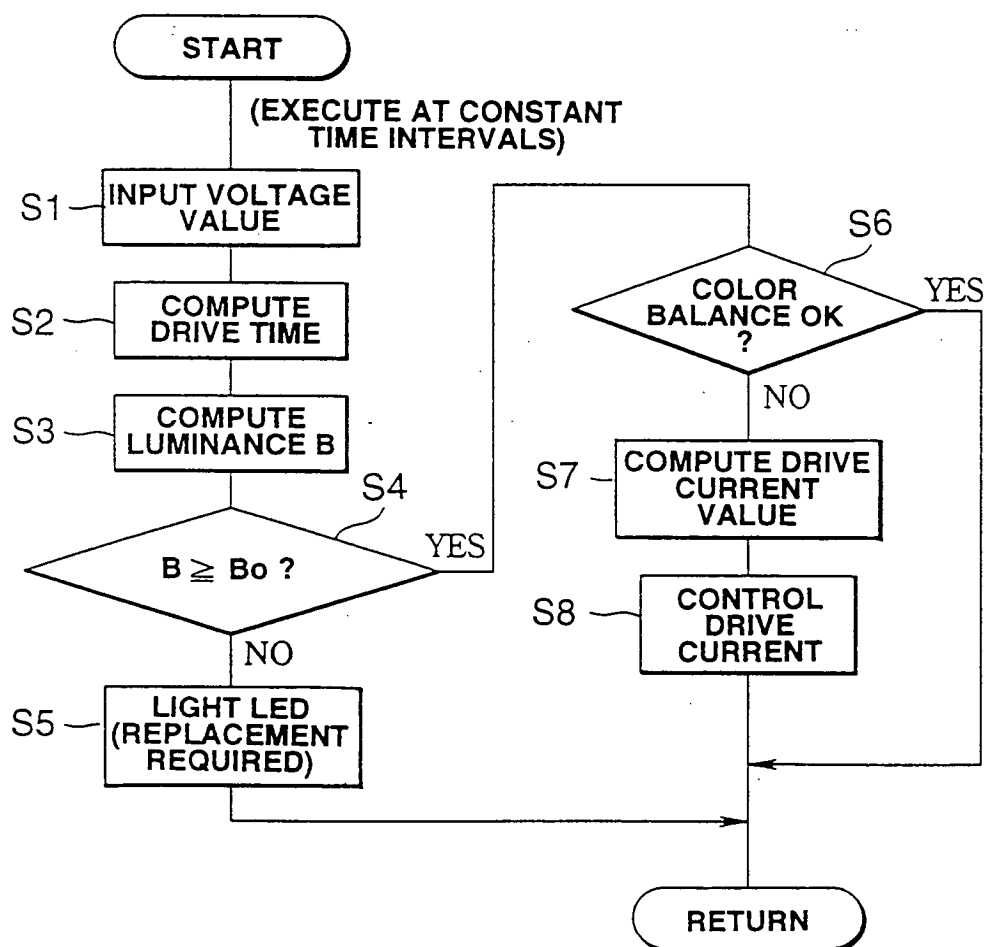 START
(EXECUTE AT CONSTANT
TIME INTERVALS)
S1
INPUT VOLTAGE
VALUE
S2
COMPUTE
DRIVE TIME
S3
COMPUTE
LUMINANCE B
S4
B ≧ Bo ?
YES
NO
S5
LIGHT LED
(REPLACEMENT
REQUIRED)
S6
COLOR
BALANCE OK
?
YES
NO
S7
COMPUTE DRIVE
CURRENT
VALUE
S8
CONTROL
DRIVE
CURRENT
RETURN